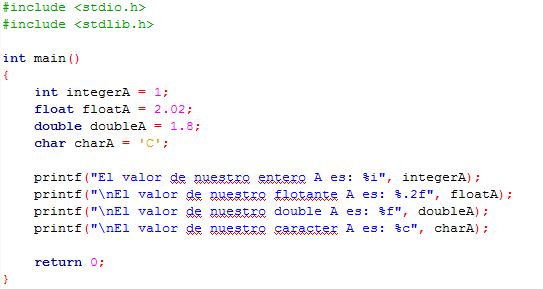 #include <stdio.h>
#include <stdlib.h>
int main()
{
int integerA = 1;
float floatA = 2.02;
double doubleA = 1.8;
char charA = 'C';
printf("El valor de nuestro entero A es: %i", integerA);
printf("\nEl valor de nuestro flotante A es: %.2f", floatA);
printf("\nEl valor de nuestro double A es: %f", doubleA);
printf("\nEl valor de nuestro caracter A es: %c", charA);
return 0;
}